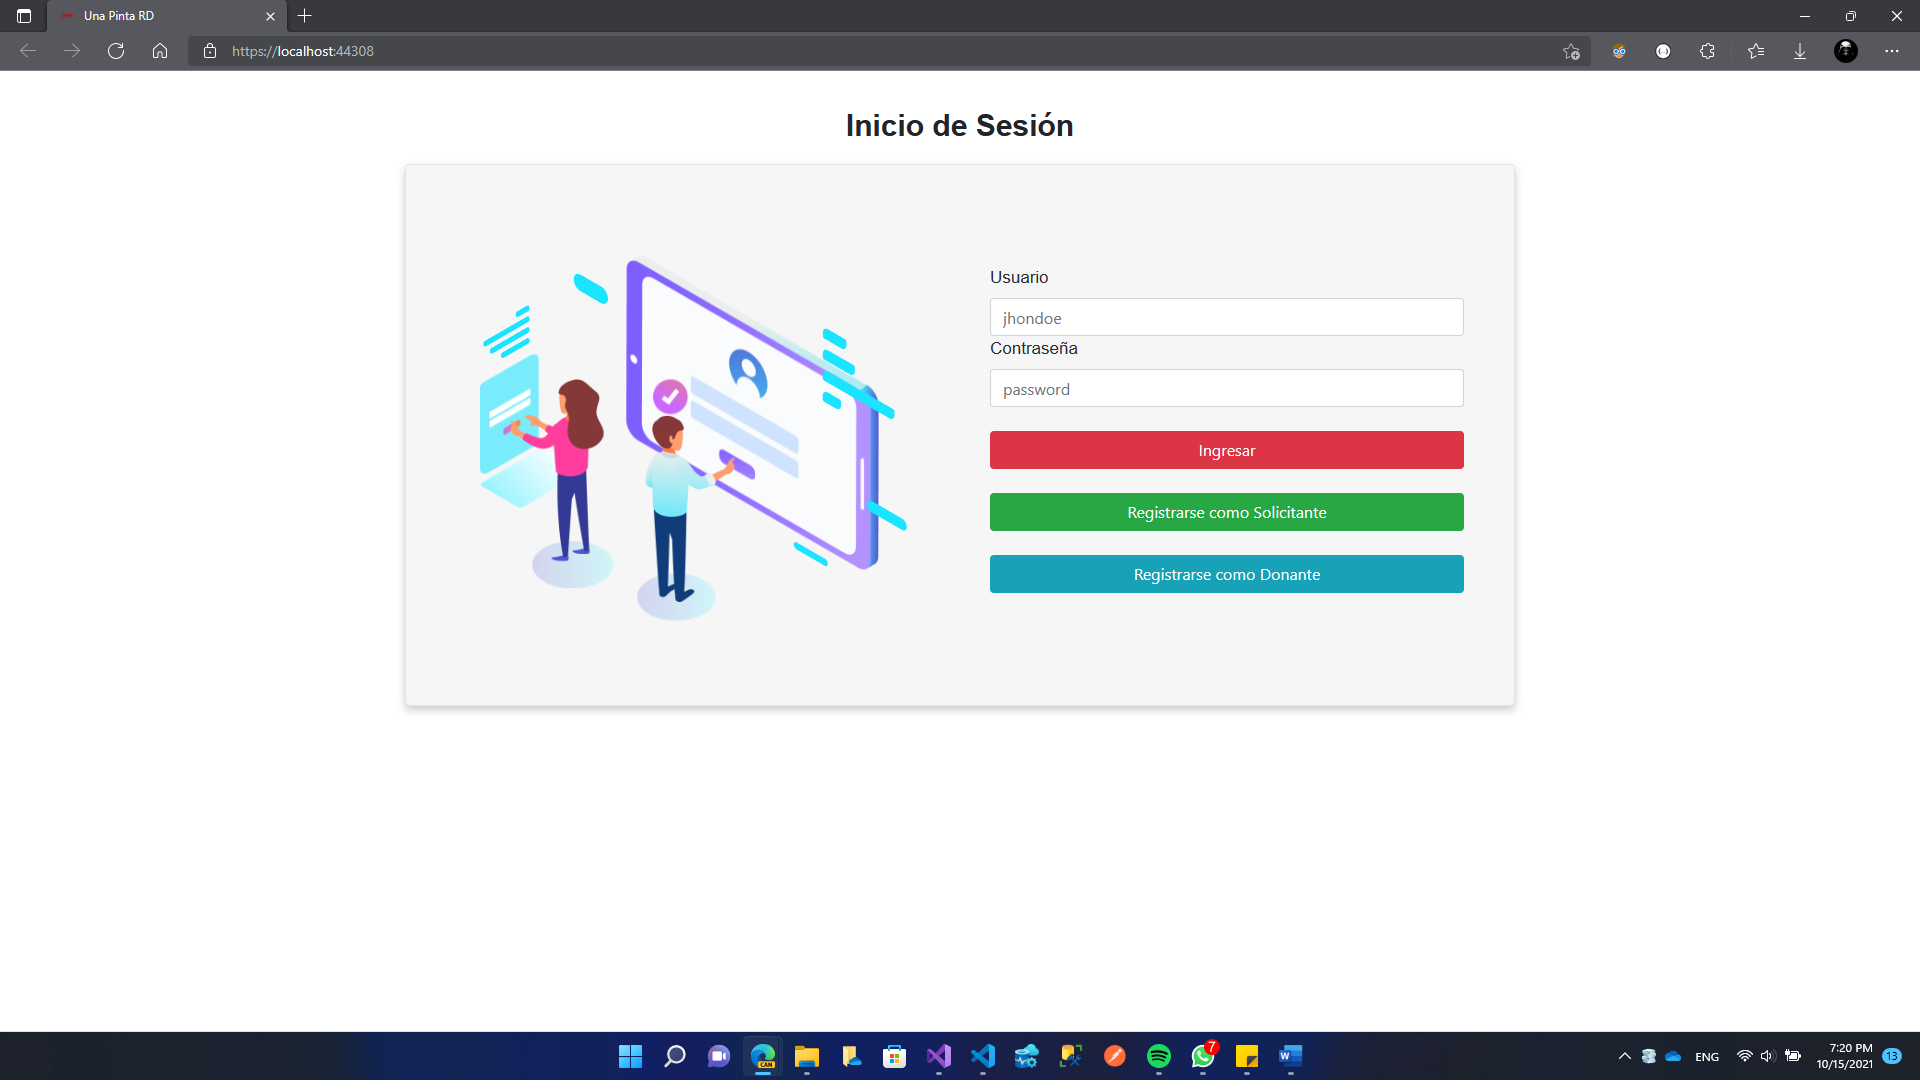 Una Pinta RD
https://localhost:44308
Inicio de Sesión
Usuario
jhondoe
Contraseña
password
Ingresar
Registrarse como Solicitante
Registrarse como Donante
CAN
7
W
ENG
7:20 PM
10/15/2021
13